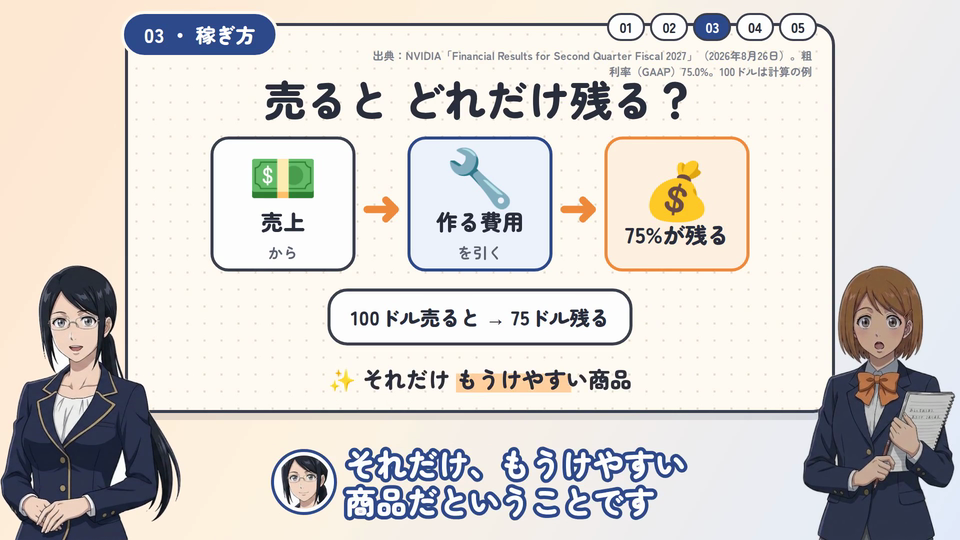 03 ・ 稼ぎ方
01 02 03 04 05
出典：NVIDIA「Financial Results for Second Quarter Fiscal 2027」（2026年8月26日）。粗
利率（GAAP）75.0%。100ドルは計算の例
売ると どれだけ残る？
売上
から
作る費用
を引く
75%が残る
100ドル売ると → 75ドル残る
それだけ もうけやすい商品
それだけ、もうけやすい
商品だということです